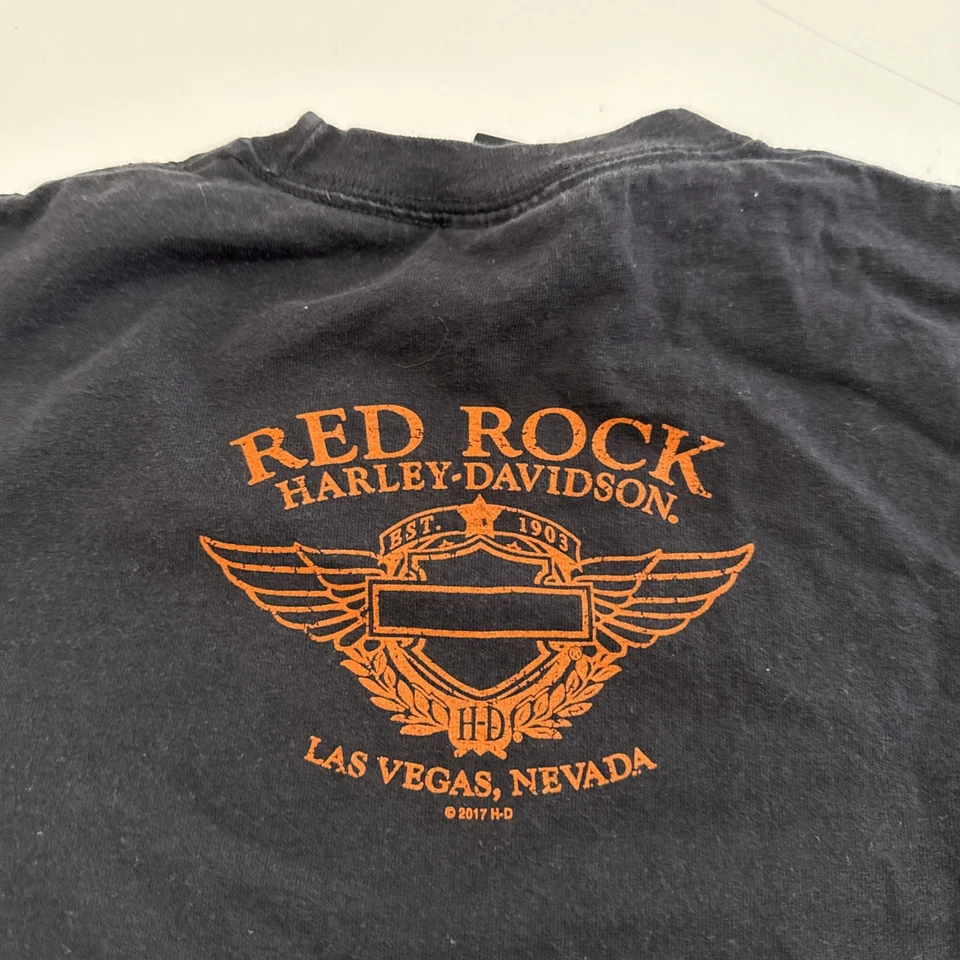 RED ROCK
HARLEY-DAVIDSON®
EST. 1903
®
H-D®
LAS VEGAS, NEVADA
© 2017 H-D